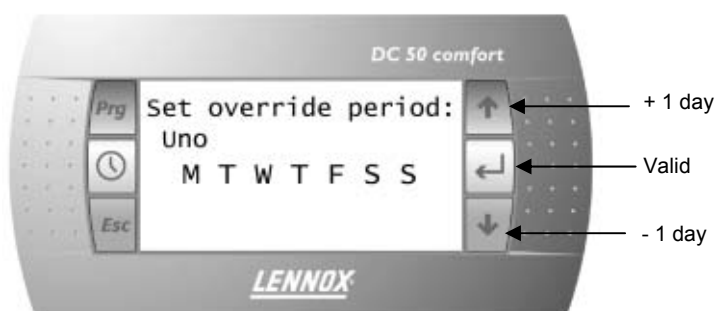 DC 50 comfort
Prg
Set override period:
Uno
M T W T F S S
Esc
LENNOX
+ 1 day
Valid
- 1 day